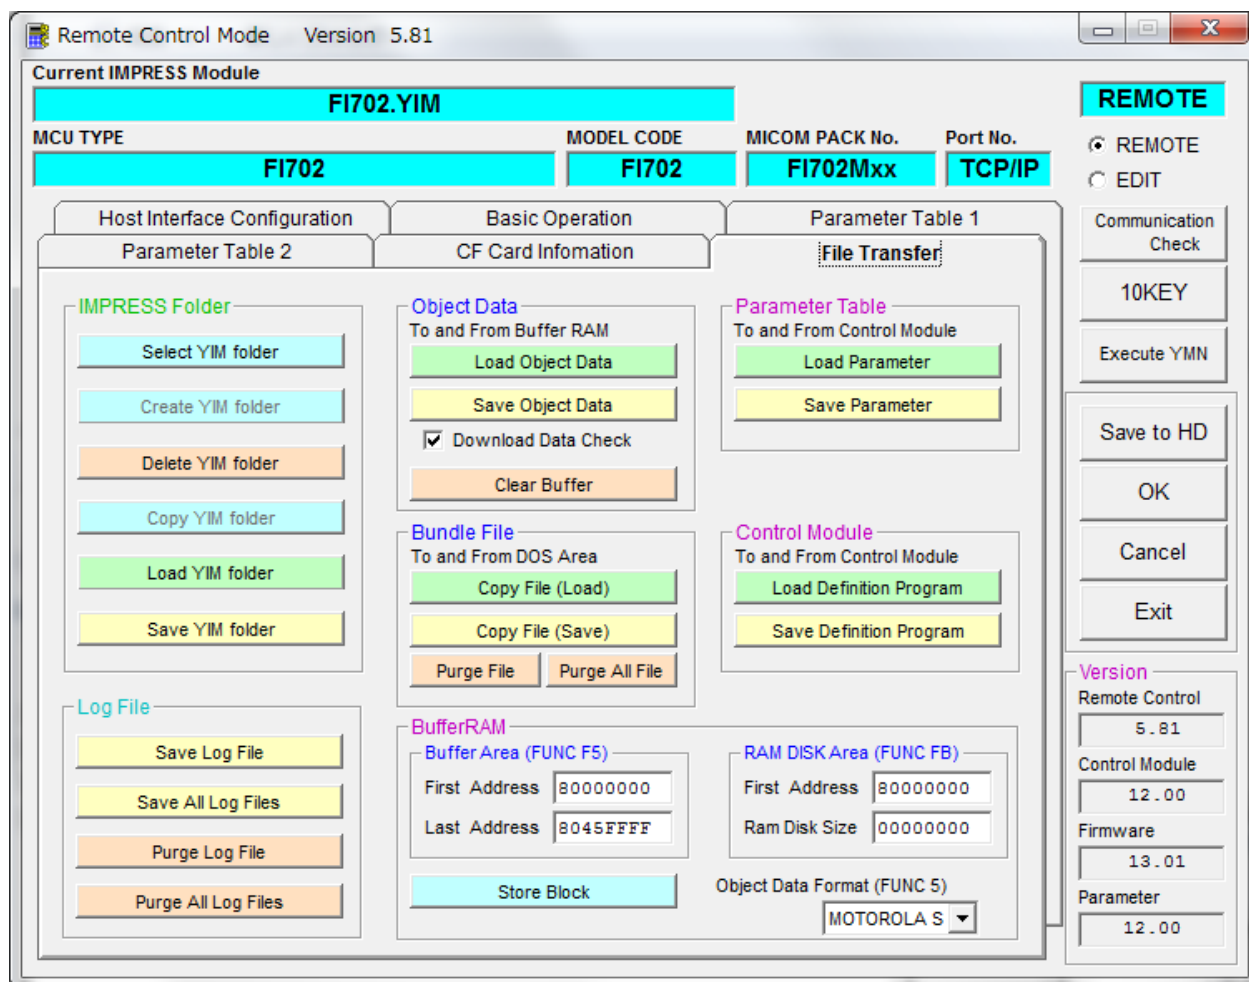 Remote Control Mode    Version  5.81
Current IMPRESS Module
FI702.YIM
REMOTE
MCU TYPE
MODEL CODE
MICOM PACK No.
Port No.
FI702
FI702
FI702Mxx
TCP/IP
REMOTE
EDIT
Host Interface Configuration
Basic Operation
Parameter Table 1
Parameter Table 2
CF Card Infomation
File Transfer
Communication
Check
10KEY
Execute YMN
Save to HD
OK
Cancel
Exit
IMPRESS Folder
Select YIM folder
Create YIM folder
Delete YIM folder
Copy YIM folder
Load YIM folder
Save YIM folder
Log File
Save Log File
Save All Log Files
Purge Log File
Purge All Log Files
Object Data
To and From Buffer RAM
Load Object Data
Save Object Data
Download Data Check
Clear Buffer
Bundle File
To and From DOS Area
Copy File (Load)
Copy File (Save)
Purge File
Purge All File
Parameter Table
To and From Control Module
Load Parameter
Save Parameter
Control Module
To and From Control Module
Load Definition Program
Save Definition Program
BufferRAM
Buffer Area (FUNC F5)
First Address 80000000
Last Address 8045FFFF
RAM DISK Area (FUNC FB)
First Address 80000000
Ram Disk Size 00000000
Store Block
Object Data Format (FUNC 5)
MOTOROLA S
Version
Remote Control
5.81
Control Module
12.00
Firmware
13.01
Parameter
12.00